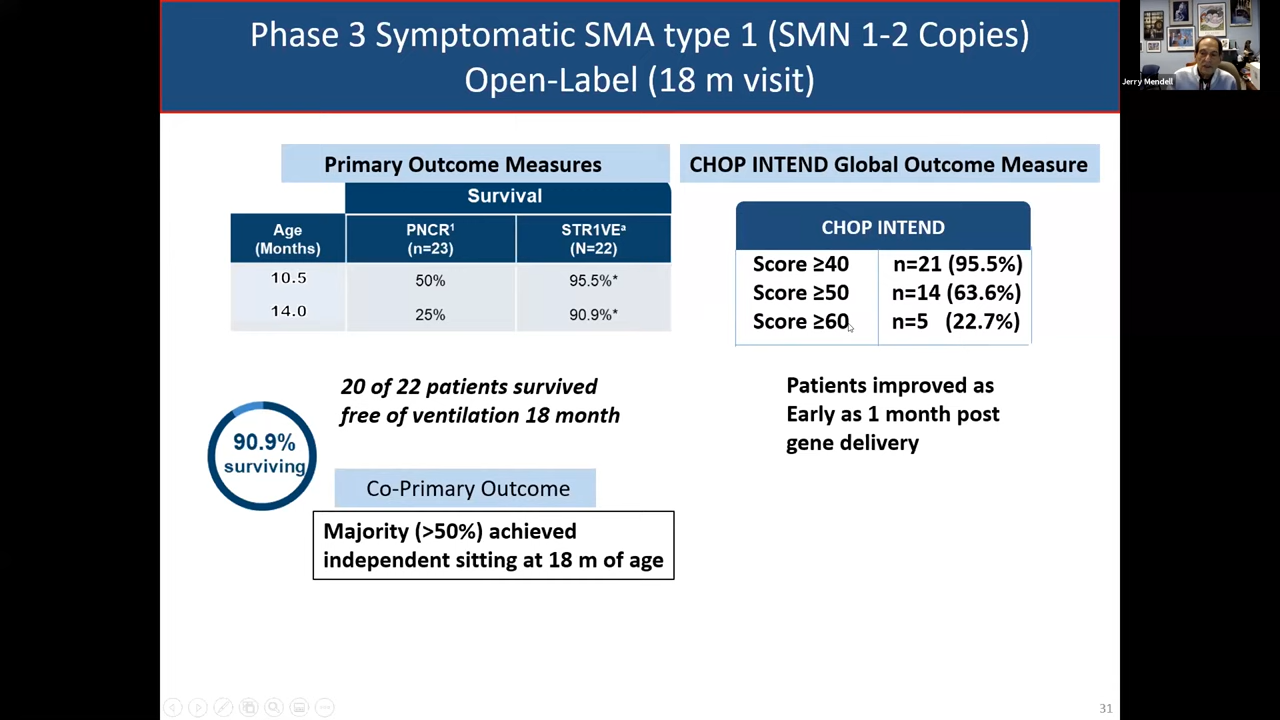 Phase 3 Symptomatic SMA type 1 (SMN 1-2 Copies)
Open-Label (18 m visit)
Jerry Mendell
Primary Outcome Measures
Survival
Age (Months) PNCR¹ (n=23) STR1VEᵃ (N=22)
10.5 50% 95.5%*
14.0 25% 90.9%*
20 of 22 patients survived
free of ventilation 18 month
90.9%
surviving
Co-Primary Outcome
Majority (>50%) achieved
independent sitting at 18 m of age
CHOP INTEND Global Outcome Measure
CHOP INTEND
Score ≥40 n=21 (95.5%)
Score ≥50 n=14 (63.6%)
Score ≥60 n=5 (22.7%)
Patients improved as
Early as 1 month post
gene delivery
31